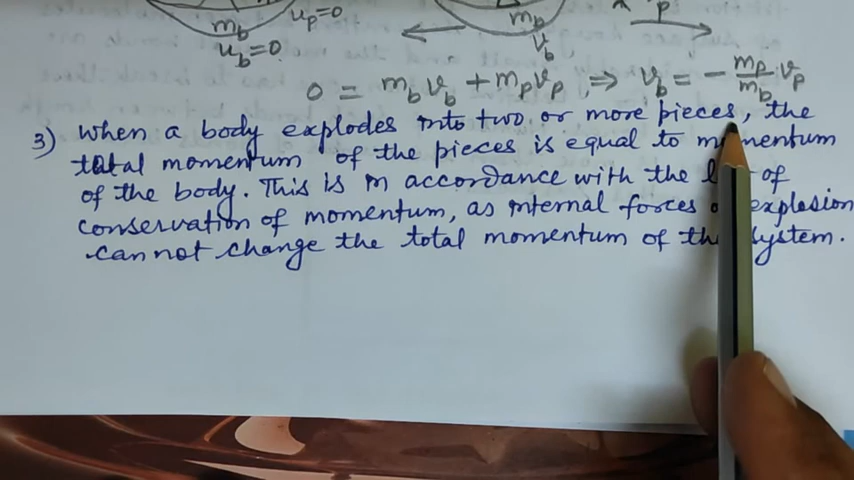 m_b u_p=0 m_b p
u_b=0 v_b
0 = m_b v_b + m_p v_p ⇒ v_b = - m_p/m_b v_p
3) When a body explodes into two or more pieces, the
total momentum of the pieces is equal to momentum
of the body. This is in accordance with the of
conservation of momentum, as internal forces explosion
cannot change the total momentum of the system.